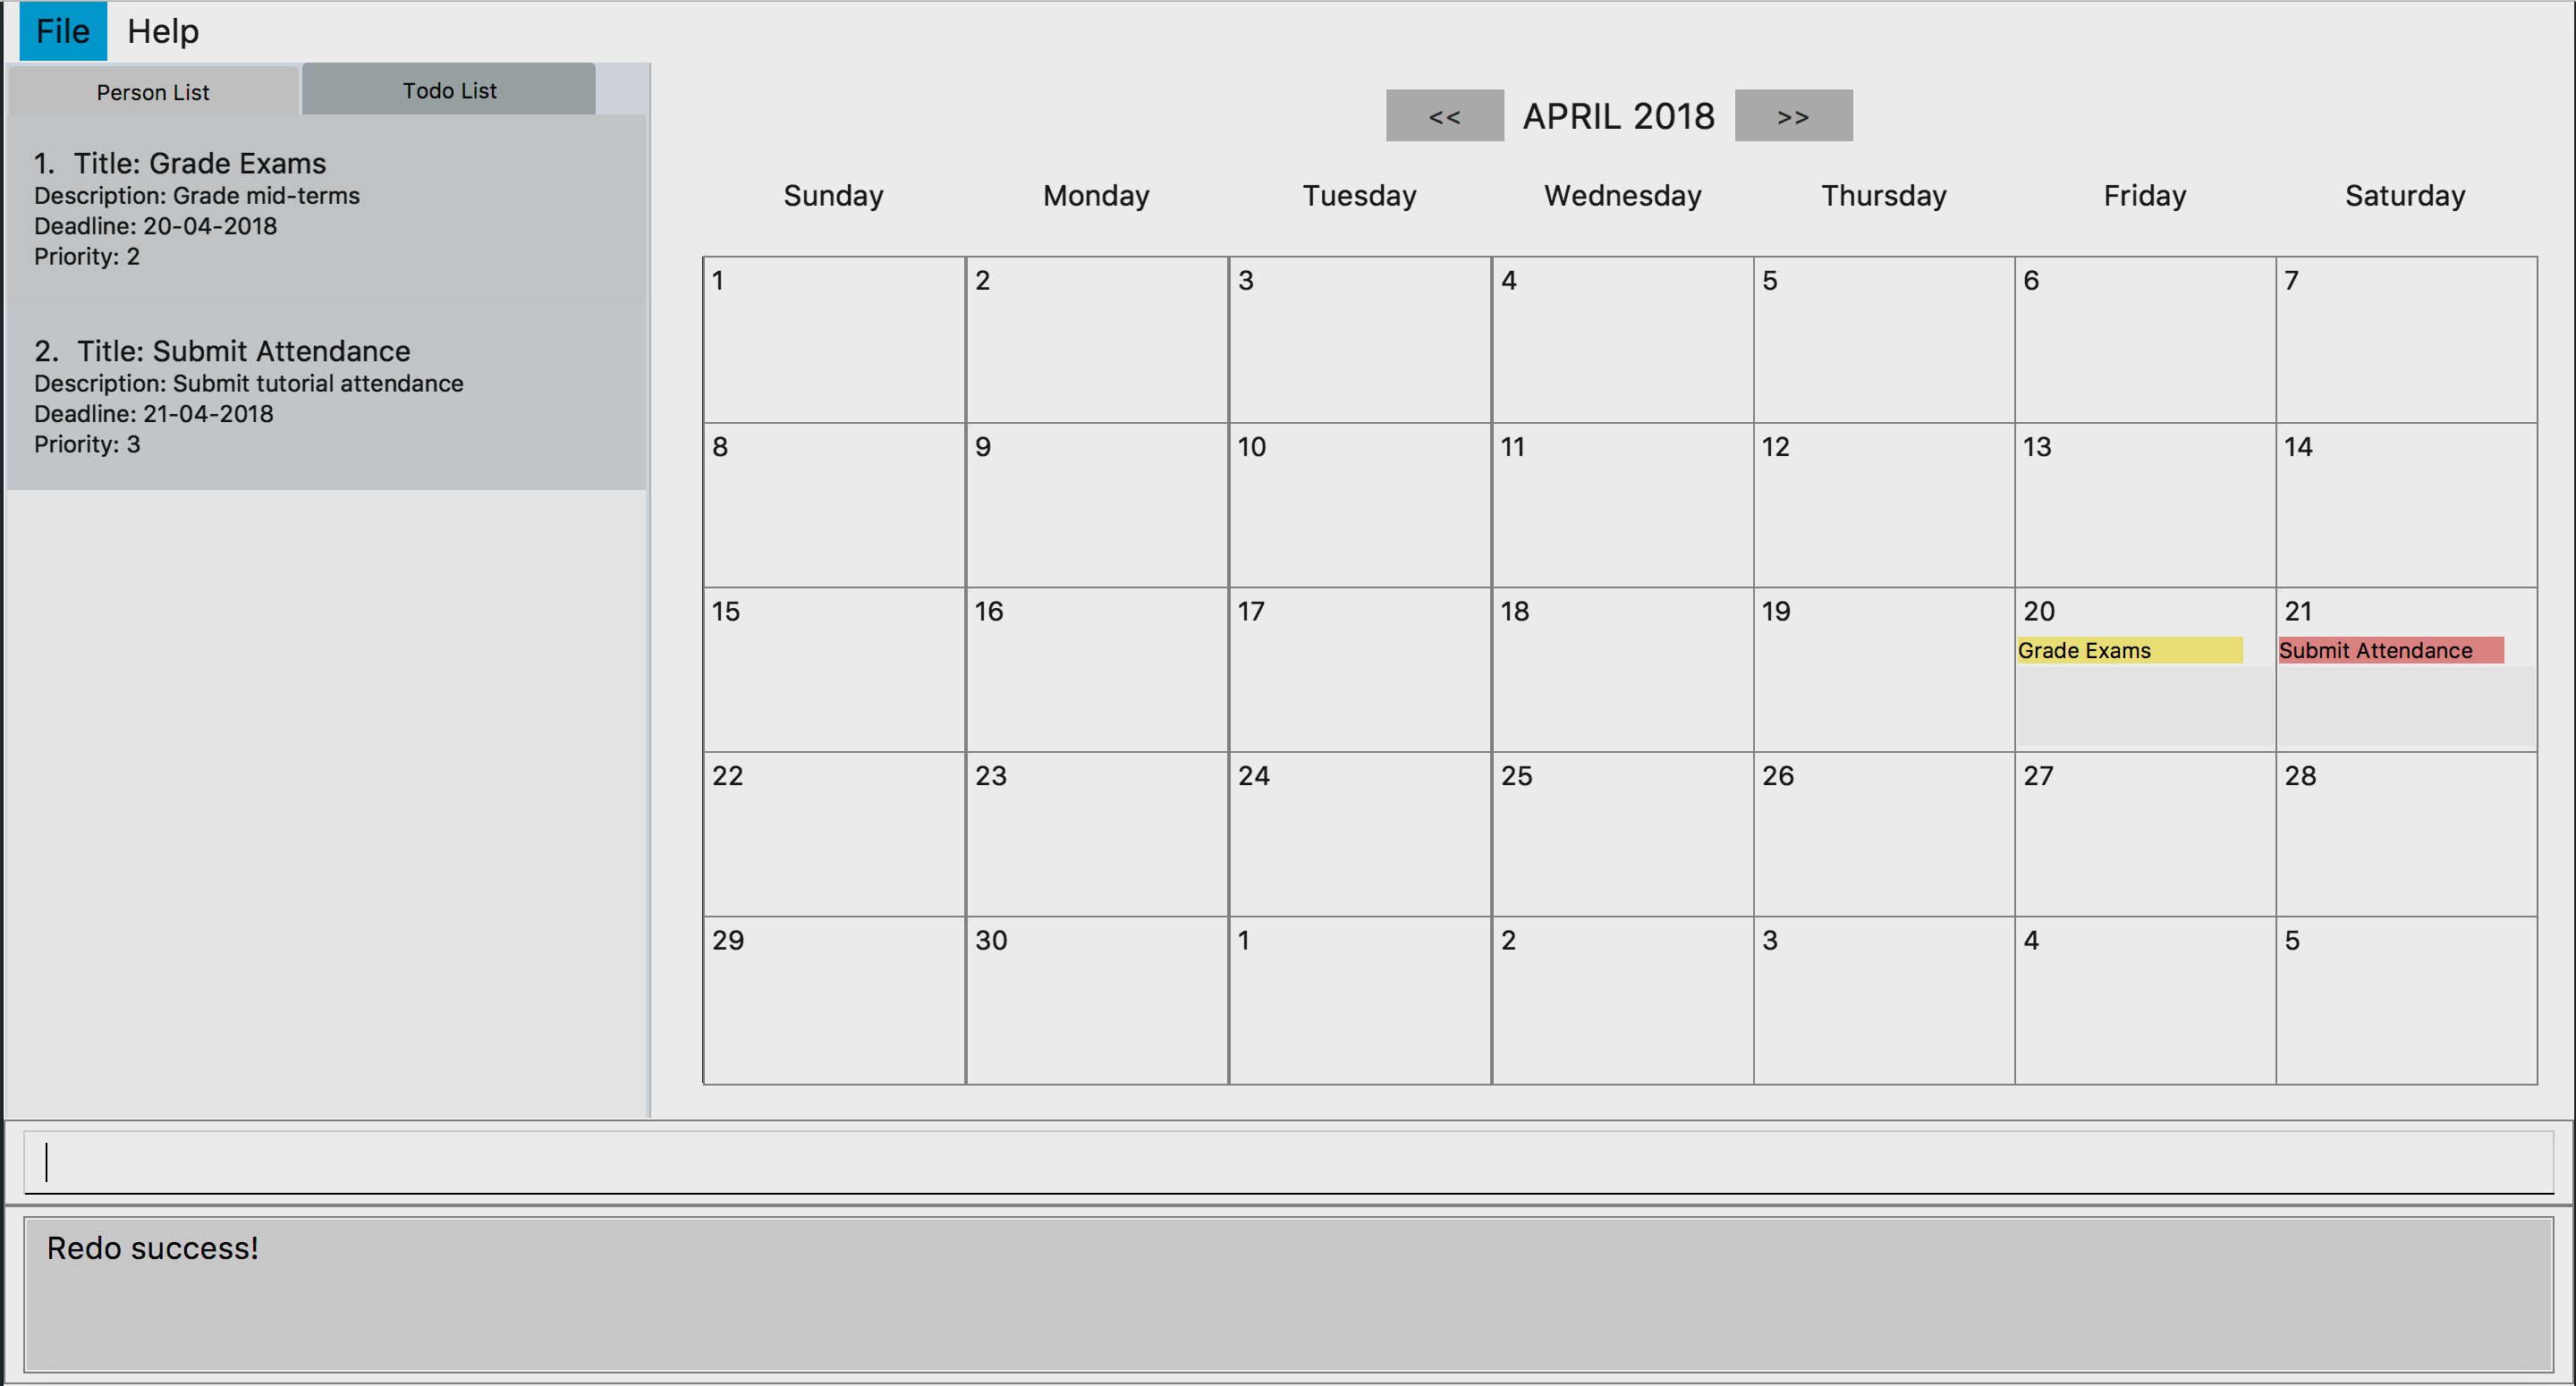 File Help
Person List Todo List
1. Title: Grade Exams
Description: Grade mid-terms
Deadline: 20-04-2018
Priority: 2
2. Title: Submit Attendance
Description: Submit tutorial attendance
Deadline: 21-04-2018
Priority: 3
<< APRIL 2018 >>
Sunday Monday Tuesday Wednesday Thursday Friday Saturday
1 2 3 4 5 6 7
8 9 10 11 12 13 14
15 16 17 18 19 20 21
Grade Exams Submit Attendance
22 23 24 25 26 27 28
29 30 1 2 3 4 5
Redo success!